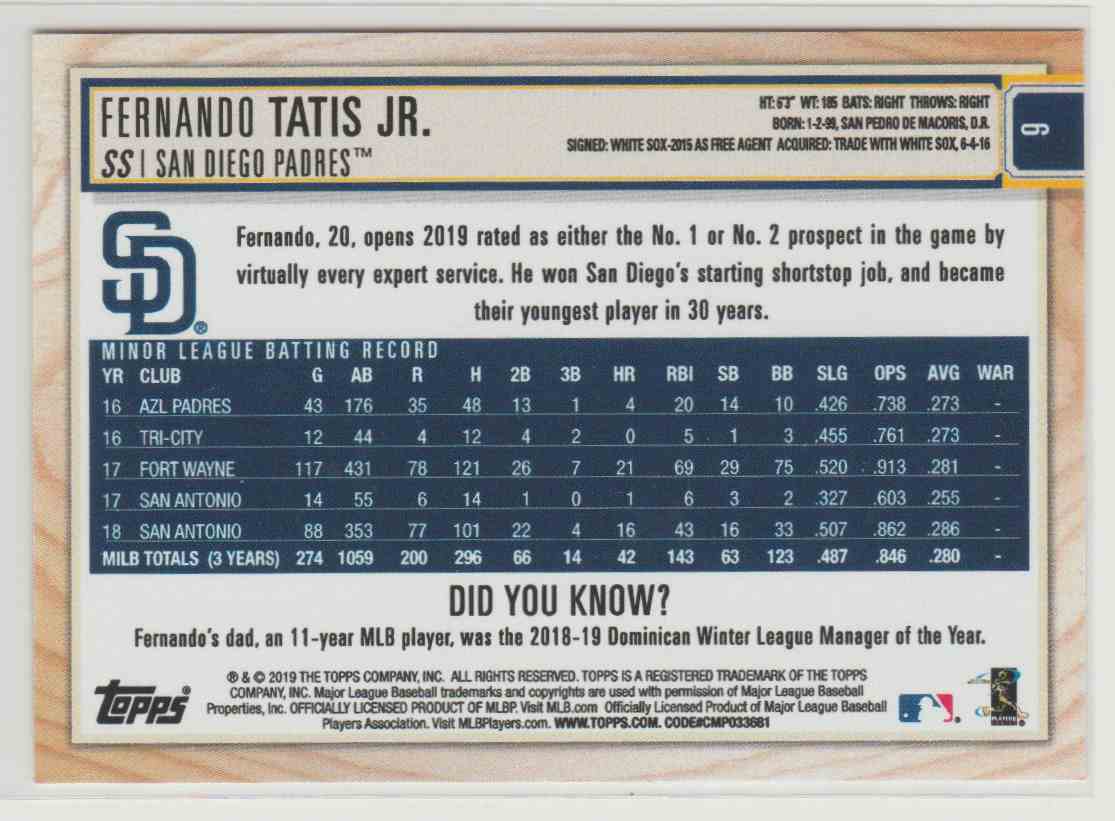 FERNANDO TATIS JR.
SS | SAN DIEGO PADRES™
HT: 6'3" WT: 185 BATS: RIGHT THROWS: RIGHT
BORN: 1-2-99, SAN PEDRO DE MACORIS, D.R.
SIGNED: WHITE SOX-2015 AS FREE AGENT ACQUIRED: TRADE WITH WHITE SOX, 6-4-16
9
SD®
Fernando, 20, opens 2019 rated as either the No. 1 or No. 2 prospect in the game by
virtually every expert service. He won San Diego's starting shortstop job, and became
their youngest player in 30 years.
MINOR LEAGUE BATTING RECORD
YR CLUB G AB R H 2B 3B HR RBI SB BB SLG OPS AVG WAR
16 AZL PADRES 43 176 35 48 13 1 4 20 14 10 .426 .738 .273 -
16 TRI-CITY 12 44 4 12 4 2 0 5 1 3 .455 .761 .273 -
17 FORT WAYNE 117 431 78 121 26 7 21 69 29 75 .520 .913 .281 -
17 SAN ANTONIO 14 55 6 14 1 0 1 6 3 2 .327 .603 .255 -
18 SAN ANTONIO 88 353 77 101 22 4 16 43 16 33 .507 .862 .286 -
MILB TOTALS (3 YEARS) 274 1059 200 296 66 14 42 143 63 123 .487 .846 .280 -
DID YOU KNOW?
Fernando's dad, an 11-year MLB player, was the 2018-19 Dominican Winter League Manager of the Year.
® & © 2019 THE TOPPS COMPANY, INC. ALL RIGHTS RESERVED. TOPPS IS A REGISTERED TRADEMARK OF THE TOPPS
COMPANY, INC. Major League Baseball trademarks and copyrights are used with permission of Major League Baseball
Properties, Inc. OFFICIALLY LICENSED PRODUCT OF MLBP. Visit MLB.com Officially Licensed Product of Major League Baseball
Players Association. Visit MLBPlayers.com. WWW.TOPPS.COM. CODE#CMP033681
Topps®
PLAYERS